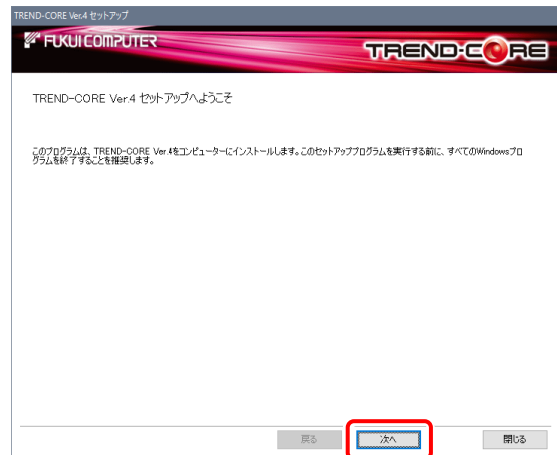 TREND-CORE Ver.4 セットアップ
FUKUI COMPUTER
TREND-CORE
TREND-CORE Ver.4 セットアップへようこそ
このプログラムは、TREND-CORE Ver.4をコンピューターにインストールします。このセットアッププログラムを実行する前に、すべてのWindowsプロ
グラムを終了することを推奨します。
戻る
次へ
閉じる